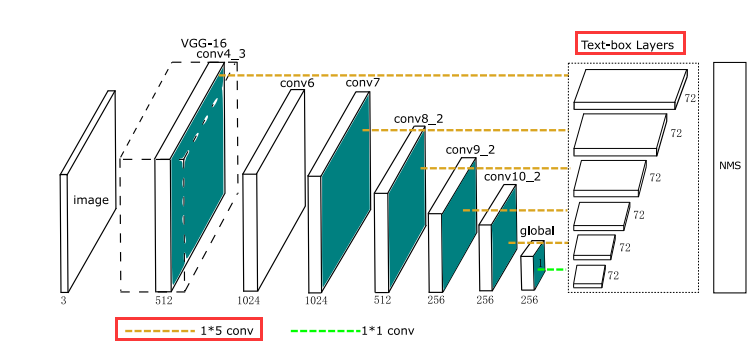 VGG-16
conv4_3
Text-box Layers
conv6
conv7
conv8_2
conv9_2
conv10_2
global
image
1
72
72
72
72
72
72
NMS
3
512
1024
1024
512
256
256
256
1*5 conv
1*1 conv